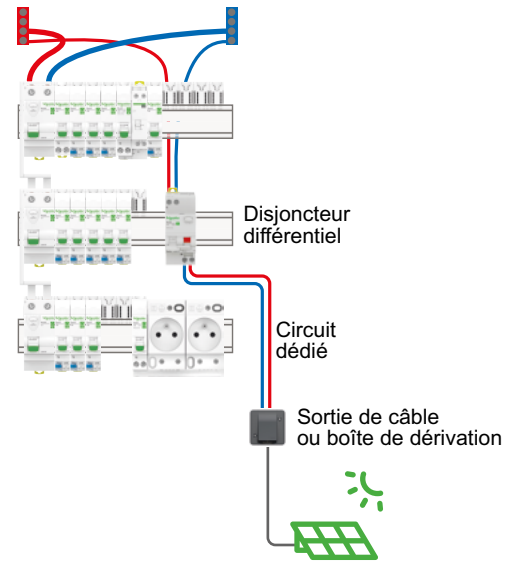 Disjoncteur
différentiel
Circuit
dédié
Sortie de câble
ou boîte de dérivation